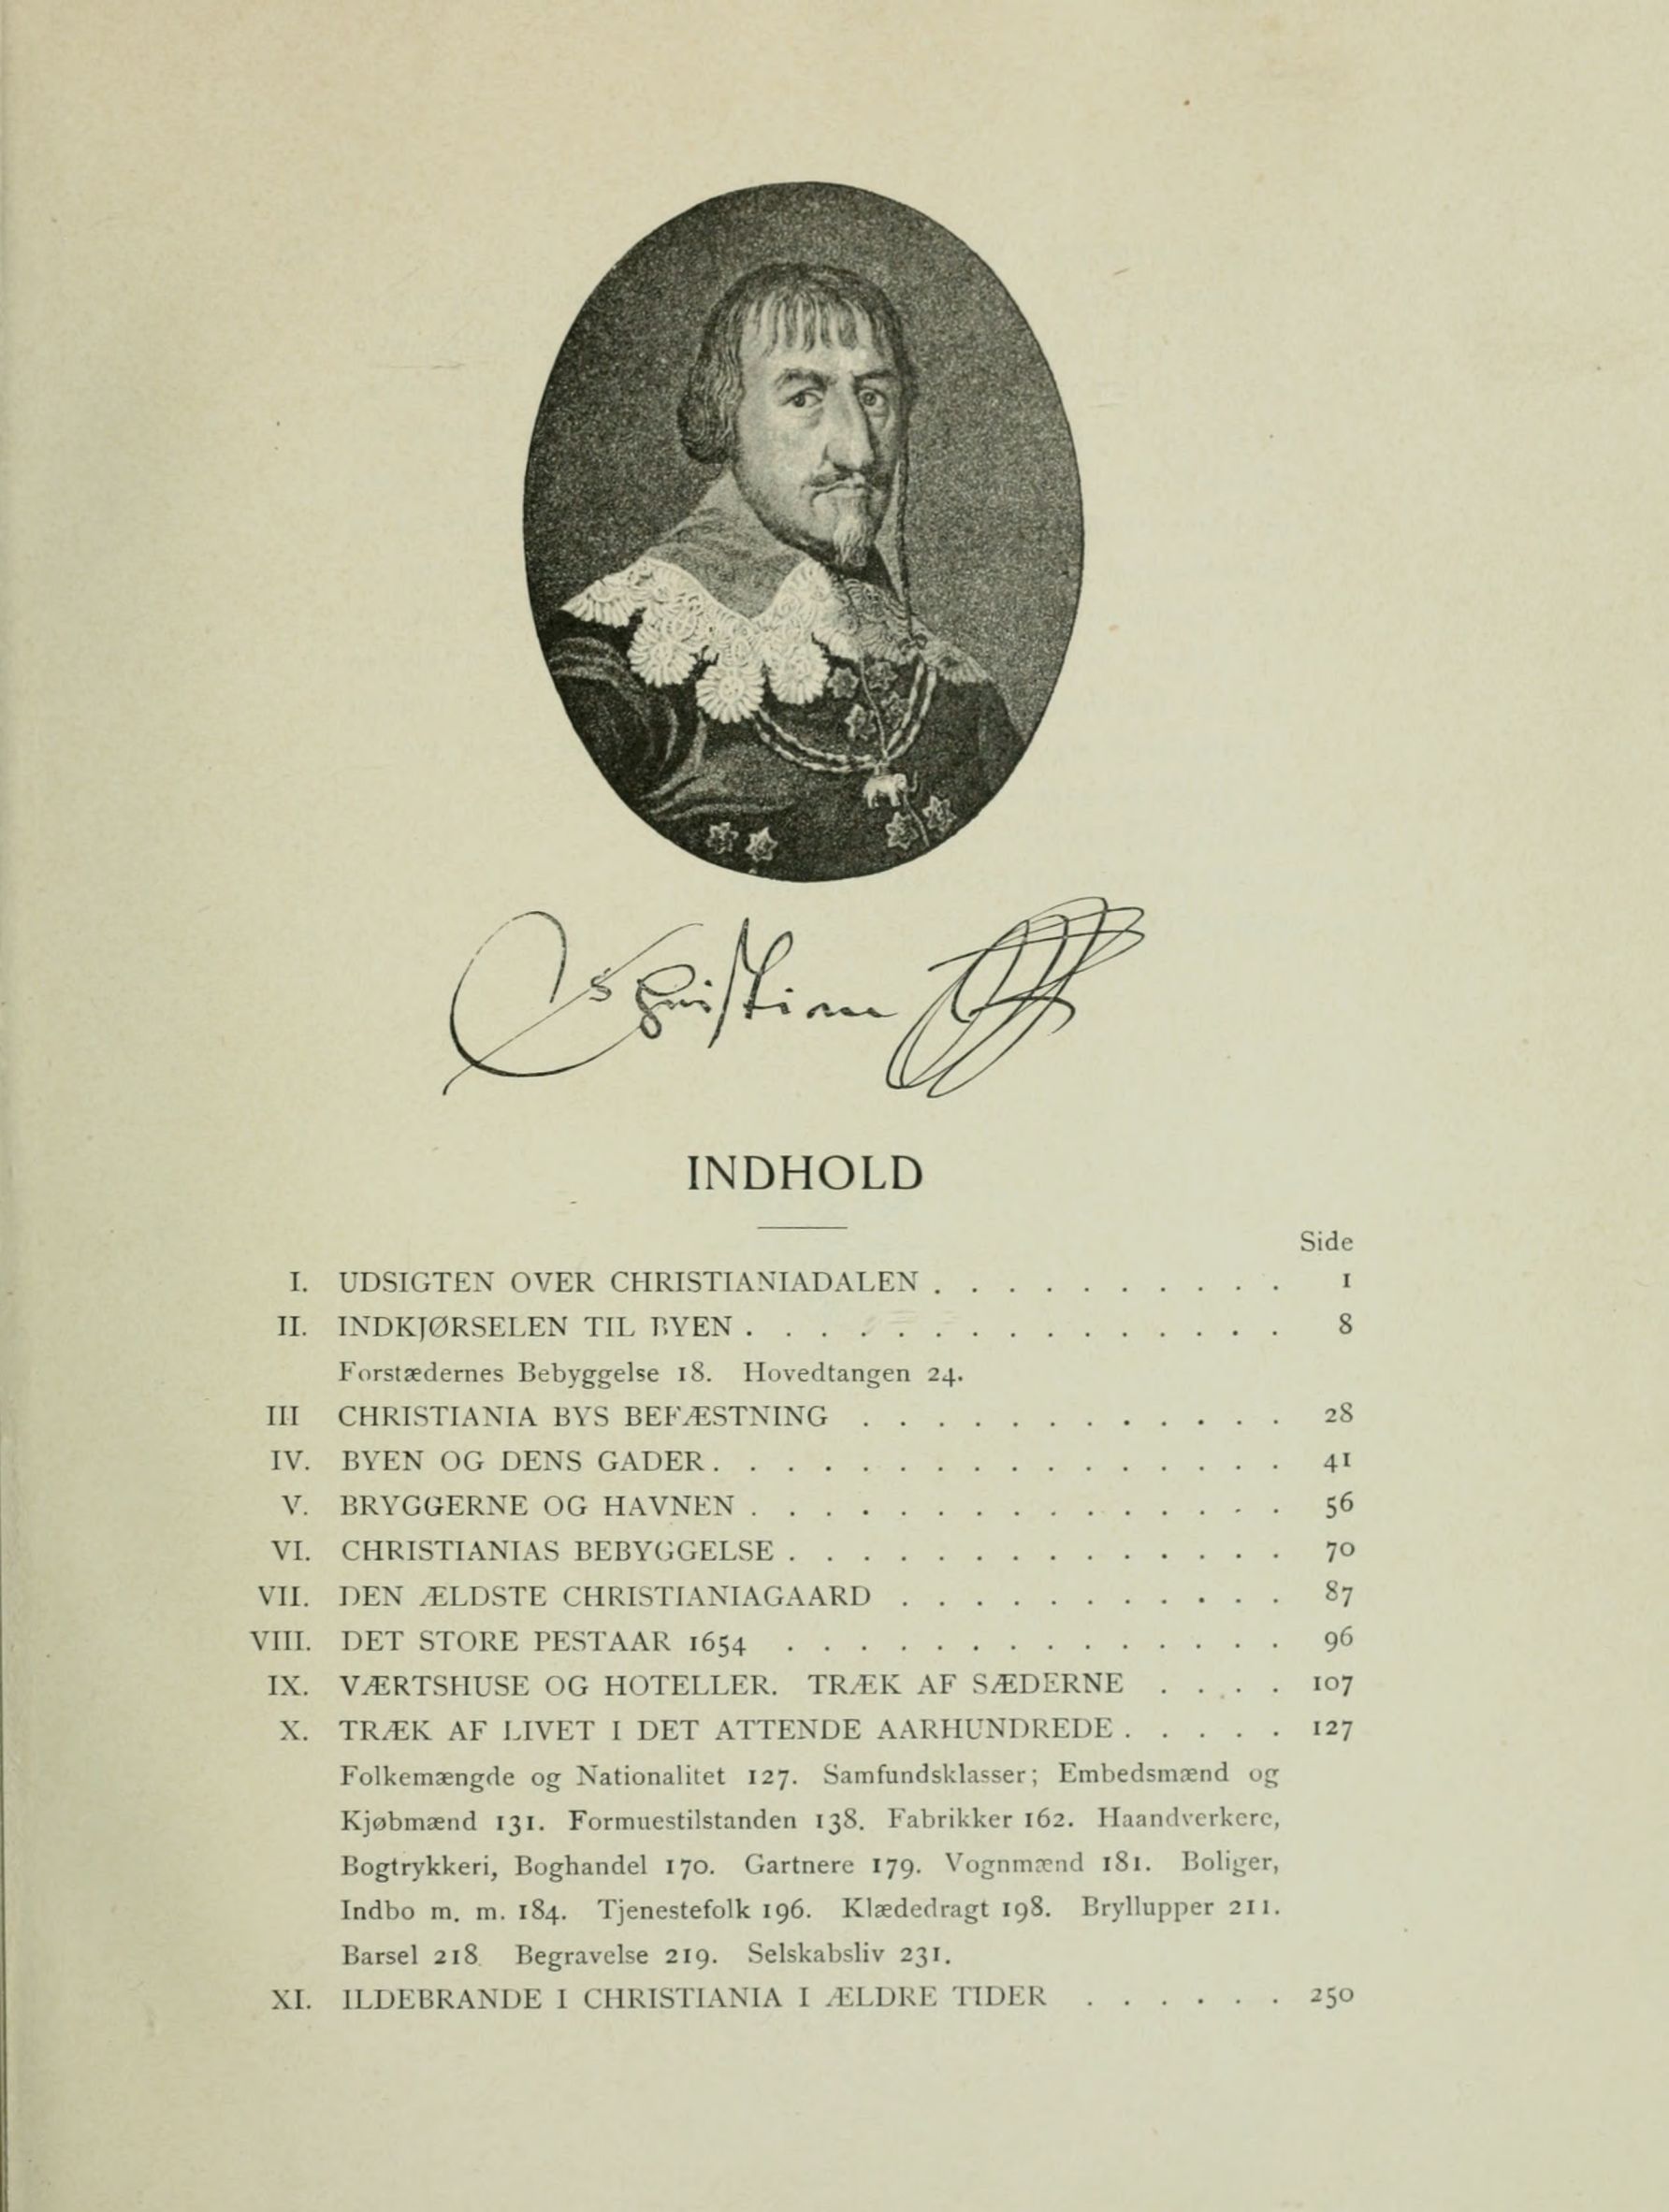 Christian
INDHOLD
Side
I. UDSIGTEN OVER CHRISTIANIADALEN . . . . . . . . . . 1
II. INDKJØRSELEN TIL BYEN . . . . . . . . . . . . . . . 8
Forstædernes Bebyggelse 18. Hovedtangen 24.
III CHRISTIANIA BYS BEFÆSTNING . . . . . . . . . . . . 28
IV. BYEN OG DENS GADER . . . . . . . . . . . . . . . . 41
V. BRYGGERNE OG HAVNEN . . . . . . . . . . . . . . . 56
VI. CHRISTIANIAS BEBYGGELSE . . . . . . . . . . . . . . 70
VII. DEN ÆLDSTE CHRISTIANIAGAARD . . . . . . . . . . . 87
VIII. DET STORE PESTAAR 1654 . . . . . . . . . . . . . . 96
IX. VÆRTSHUSE OG HOTELLER. TRÆK AF SÆDERNE . . . . 107
X. TRÆK AF LIVET I DET ATTENDE AARHUNDREDE . . . . . 127
Folkemængde og Nationalitet 127. Samfundsklasser; Embedsmænd og
Kjøbmænd 131. Formuestilstanden 138. Fabrikker 162. Haandverkere,
Bogtrykkeri, Boghandel 170. Gartnere 179. Vognmænd 181. Boliger,
Indbo m. m. 184. Tjenestefolk 196. Klædedragt 198. Bryllupper 211.
Barsel 218. Begravelse 219. Selskabsliv 231.
XI. ILDEBRANDE I CHRISTIANIA I ÆLDRE TIDER . . . . . . 250